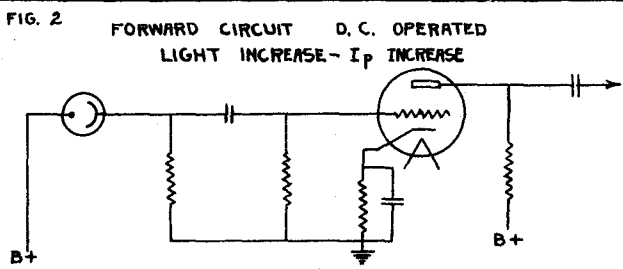 FIG. 2
FORWARD CIRCUIT D.C. OPERATED
LIGHT INCREASE - Ip INCREASE
B+
B+